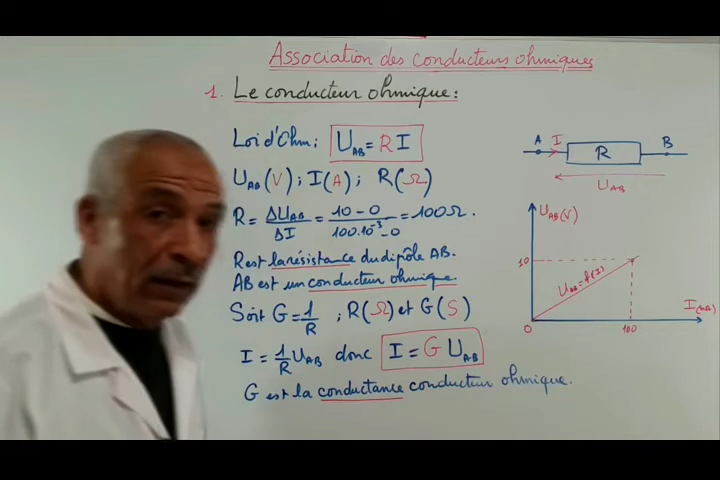 Association des conducteurs ohmiques
1. Le conducteur ohmique :
Loi d'Ohm : U_AB = R I
U_AB (V) ; I (A) ; R (Ω)
R = ΔU_AB / ΔI = 10 - 0 / 100.10^-3 - 0 = 100 Ω.
R est la résistance du dipôle AB.
AB est un conducteur ohmique.
Soit G = 1/R ; R (Ω) et G (S)
I = 1/R U_AB donc I = G U_AB
G est la conductance conducteur ohmique.
A I R B
U_AB
U_AB (V)
10
U_AB = f(I)
I (mA)
0 100